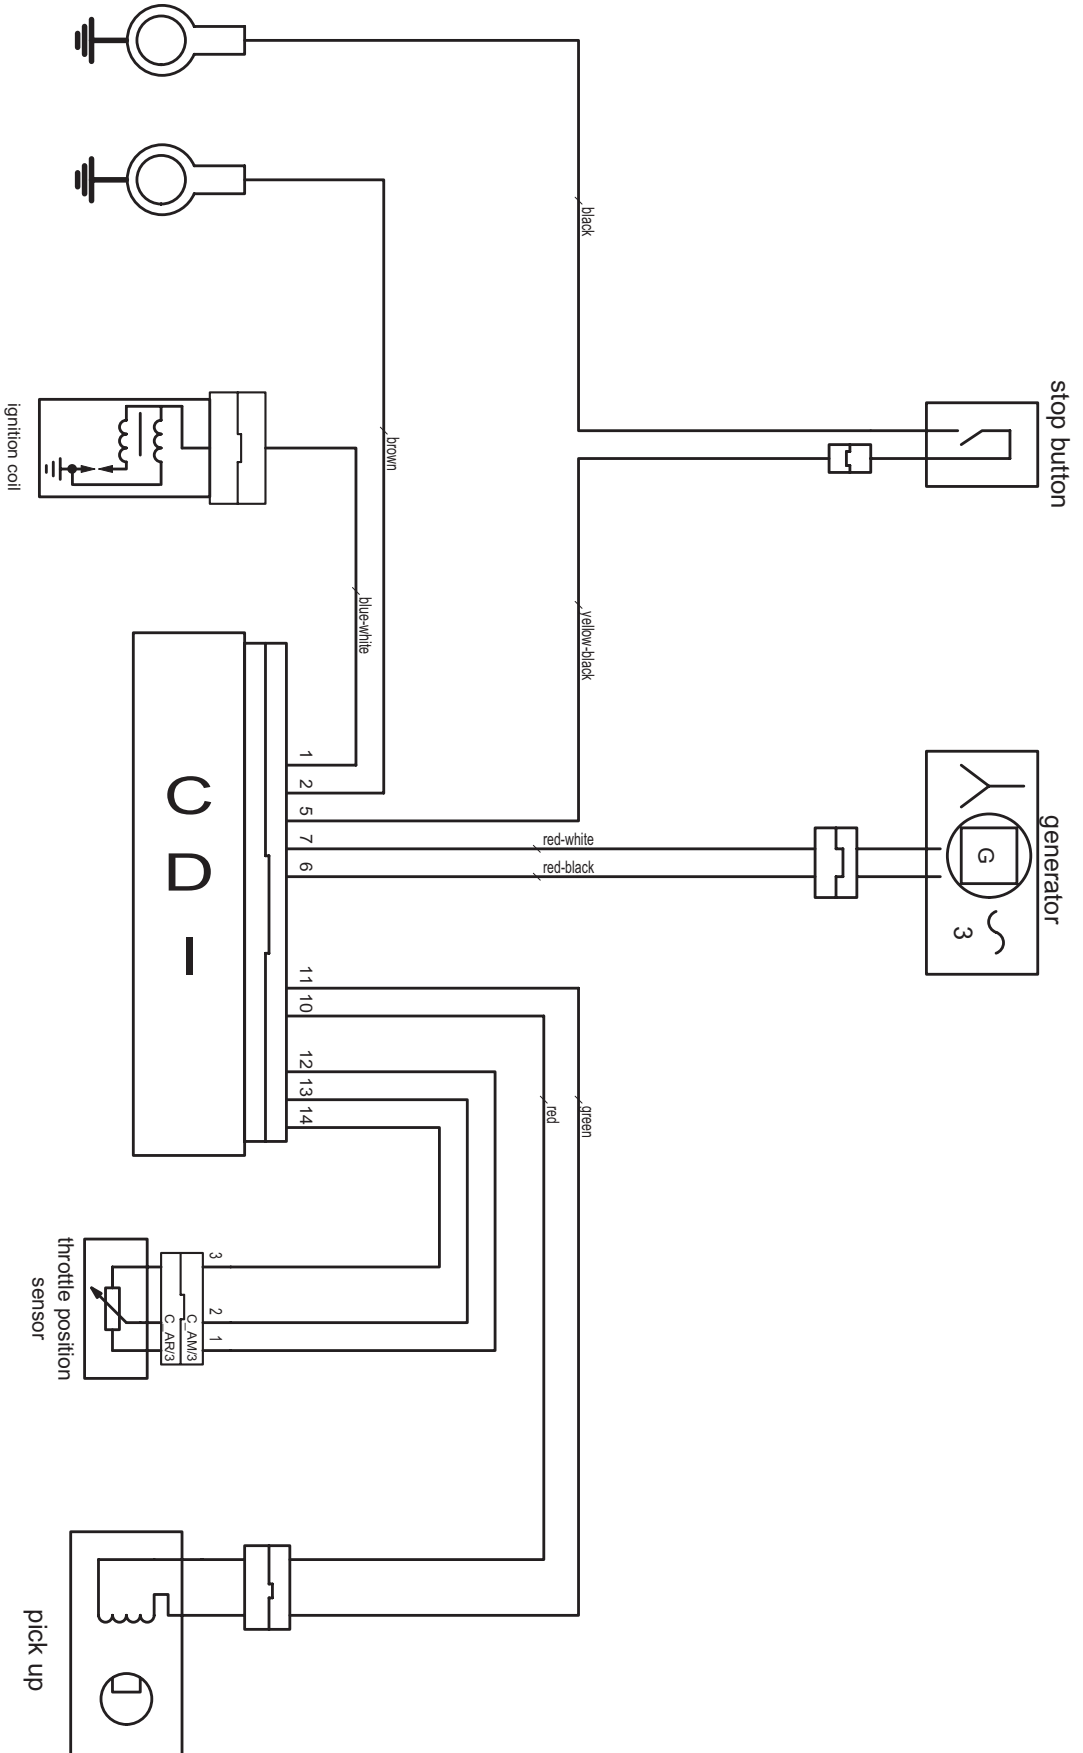 stop button
black
brown
ignition coil
blue-white
yellow-black
generator
G
3
red-white
red-black
C
D
I
1
2
5
7
6
11
10
12
13
14
green
red
throttle position
sensor
3
2
1
C_AM/3
C_AR/3
pick up